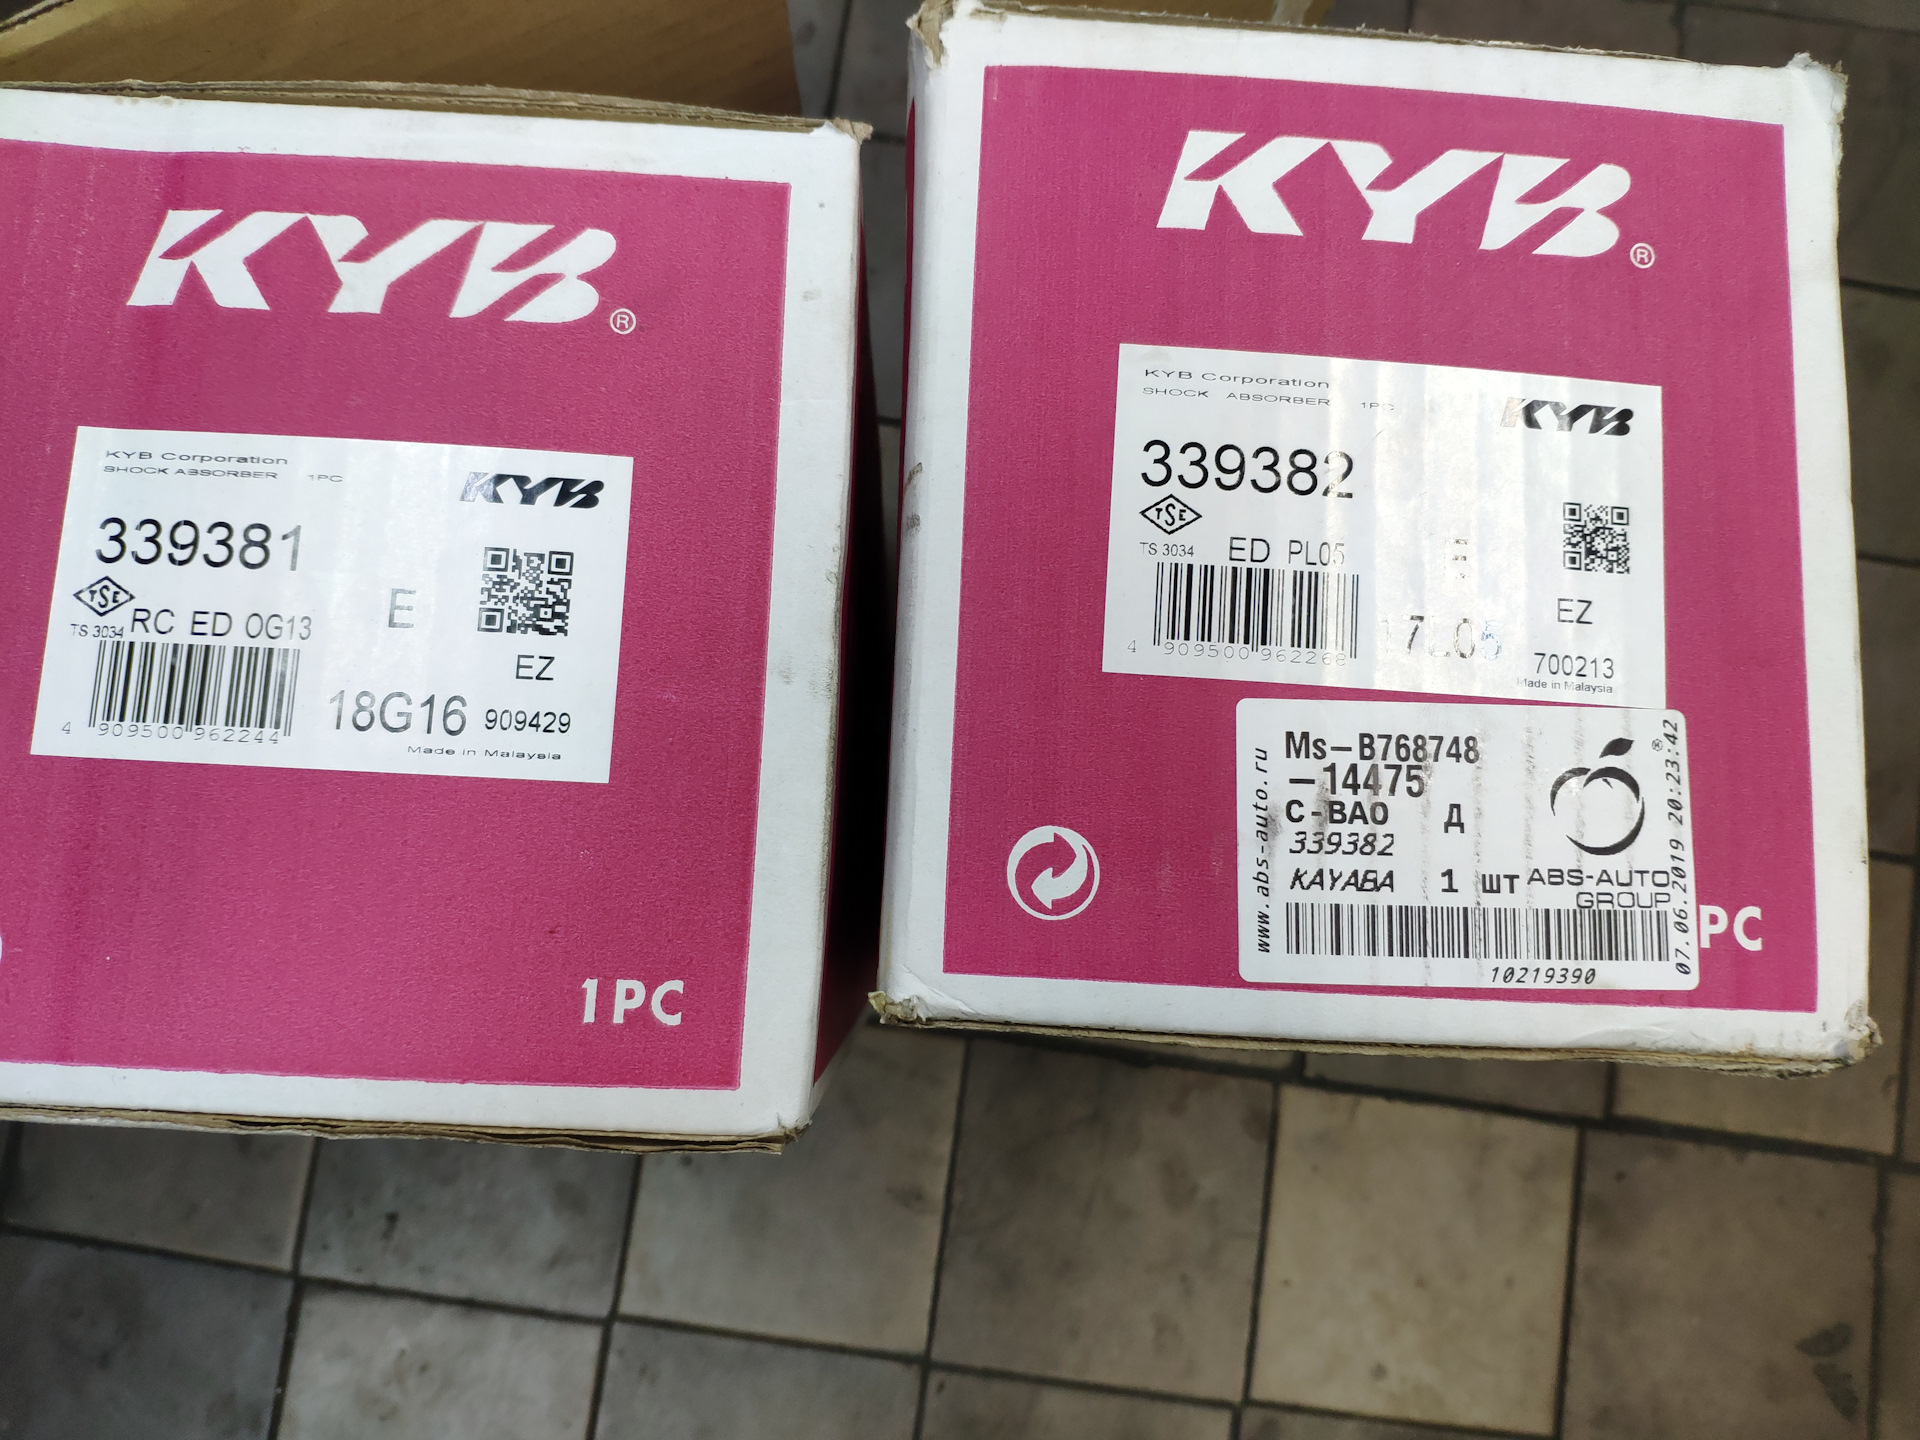 KYB®
KYB Corporation
SHOCK ABSORBER 1PC
KYB
339381
TSE
TS 3034
RC ED OG13
E
EZ
4 909500 962244
18G16
909429
Made in Malaysia
1PC
KYB®
KYB Corporation
SHOCK ABSORBER 1PC
KYB
339382
TSE
TS 3034
ED PL05
E
EZ
4 909500 962268
17L05
700213
Made in Malaysia
www.abs-auto.ru
Ms-B768748
-14475
C-BAO Д
339382
KAYABA 1 шт
®
ABS-AUTO
GROUP
10219390
07.06.2019 20:23:42
PC